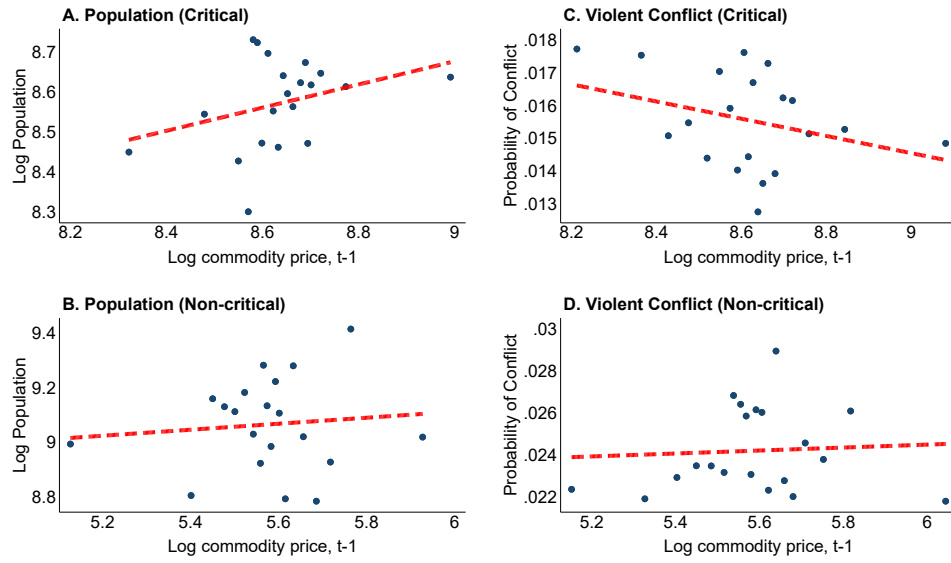 A. Population (Critical)
Log Population
8.7
8.6
8.5
8.4
8.3
8.2 8.4 8.6 8.8 9
Log commodity price, t-1
C. Violent Conflict (Critical)
Probability of Conflict
.018
.017
.016
.015
.014
.013
8.2 8.4 8.6 8.8 9
Log commodity price, t-1
B. Population (Non-critical)
Log Population
9.4
9.2
9
8.8
5.2 5.4 5.6 5.8 6
Log commodity price, t-1
D. Violent Conflict (Non-critical)
Probability of Conflict
.03
.028
.026
.024
.022
5.2 5.4 5.6 5.8 6
Log commodity price, t-1